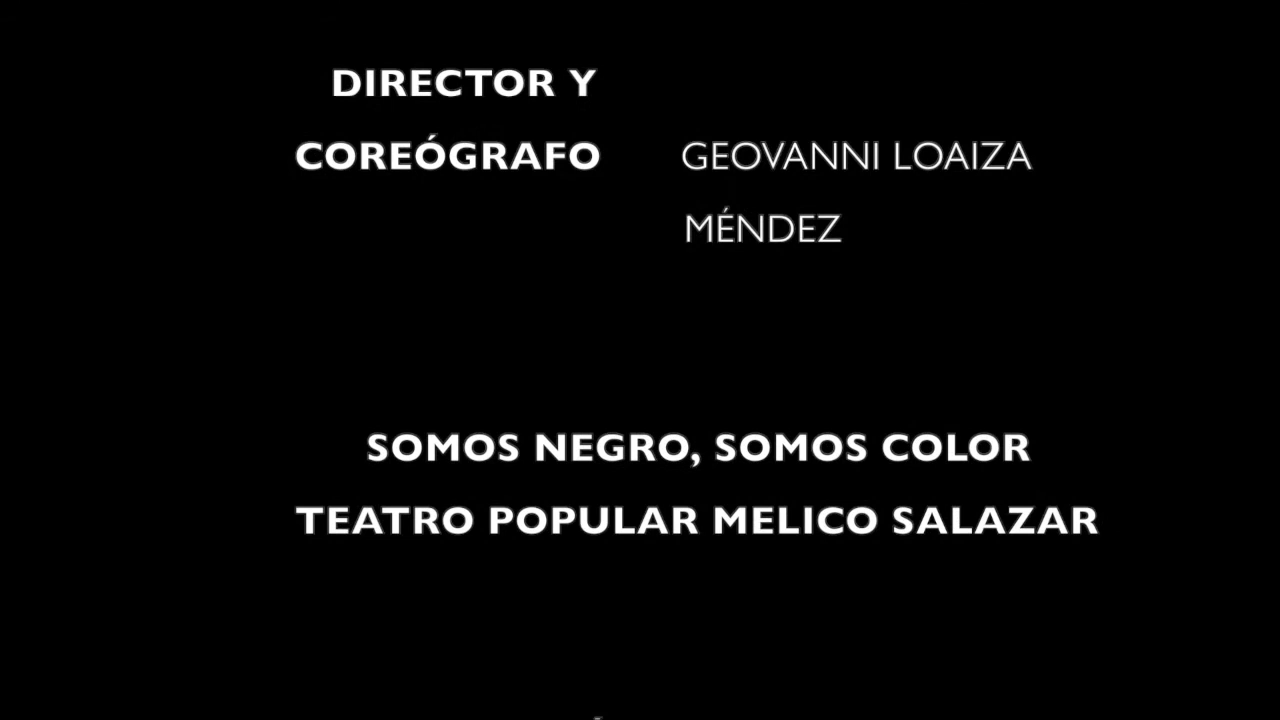 DIRECTOR Y
COREÓGRAFO GEOVANNI LOAIZA
MÉNDEZ
SOMOS NEGRO, SOMOS COLOR
TEATRO POPULAR MELICO SALAZAR